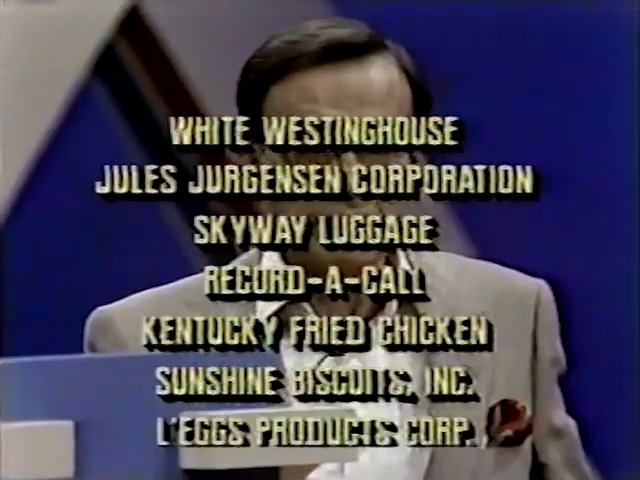 WHITE WESTINGHOUSE
JULES JURGENSEN CORPORATION
SKYWAY LUGGAGE
RECORD-A-CALL
KENTUCKY FRIED CHICKEN
SUNSHINE BISCUITS, INC.
L'EGGS PRODUCTS CORP.